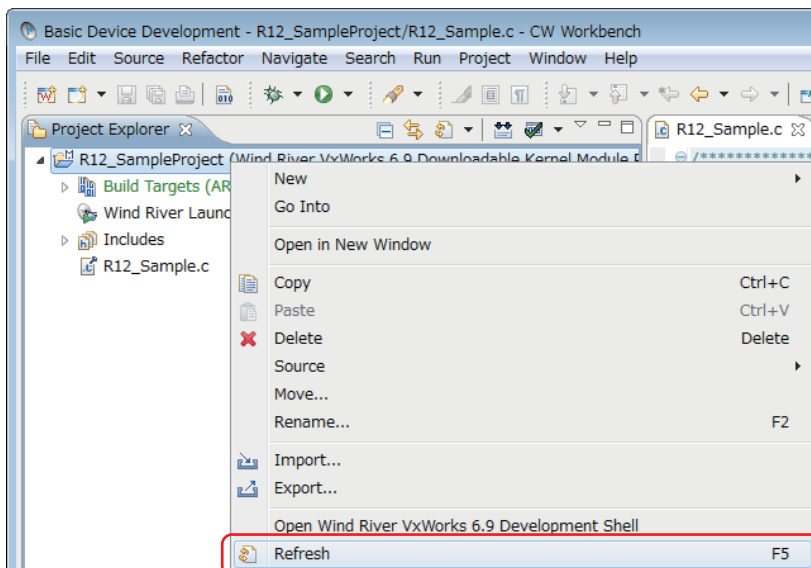 Basic Device Development - R12_SampleProject/R12_Sample.c - CW Workbench
File Edit Source Refactor Navigate Search Run Project Window Help
Project Explorer
R12_Sample.c
R12_SampleProject (Wind River VxWorks 6.9 Downloadable Kernel Module P
/*************
Build Targets (AR
Wind River Launc
Includes
R12_Sample.c
New
Go Into
Open in New Window
Copy Ctrl+C
Paste Ctrl+V
Delete Delete
Source
Move...
Rename... F2
Import...
Export...
Open Wind River VxWorks 6.9 Development Shell
Refresh F5